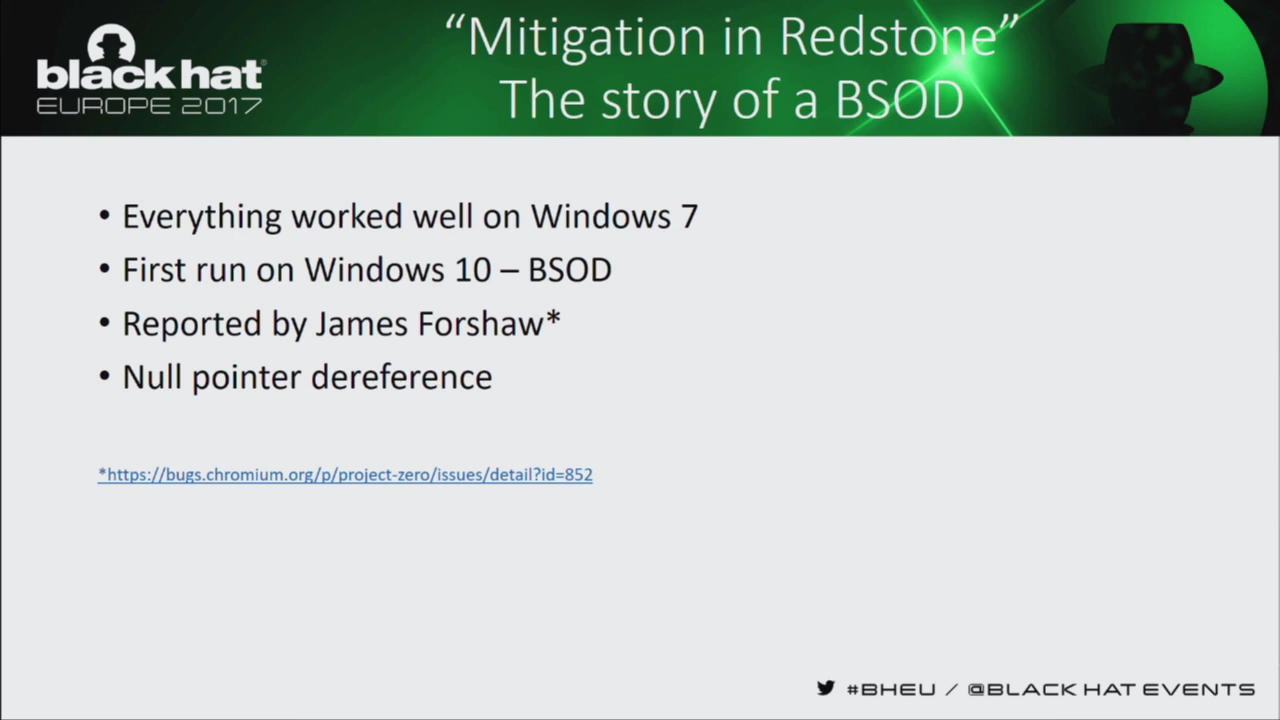 black hat®
EUROPE 2017
“Mitigation in Redstone”
The story of a BSOD
• Everything worked well on Windows 7
• First run on Windows 10 – BSOD
• Reported by James Forshaw*
• Null pointer dereference
*https://bugs.chromium.org/p/project-zero/issues/detail?id=852
#BHEU / @BLACK HAT EVENTS